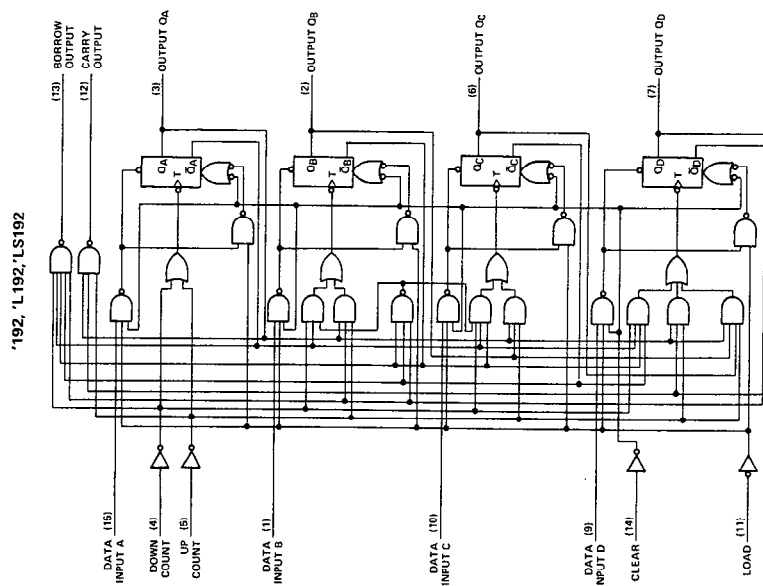 '192, 'L192, 'LS192
(13) BORROW
OUTPUT
(12) CARRY
OUTPUT
DATA (15)
INPUT A
DOWN (4)
COUNT
UP (5)
COUNT
T
QA
Q̅A
(3) OUTPUT QA
DATA (1)
INPUT B
T
QB
Q̅B
(2) OUTPUT QB
DATA (10)
INPUT C
T
QC
Q̅C
(6) OUTPUT QC
DATA (9)
INPUT D
T
QD
Q̅D
(7) OUTPUT QD
CLEAR (14)
LOAD (11)